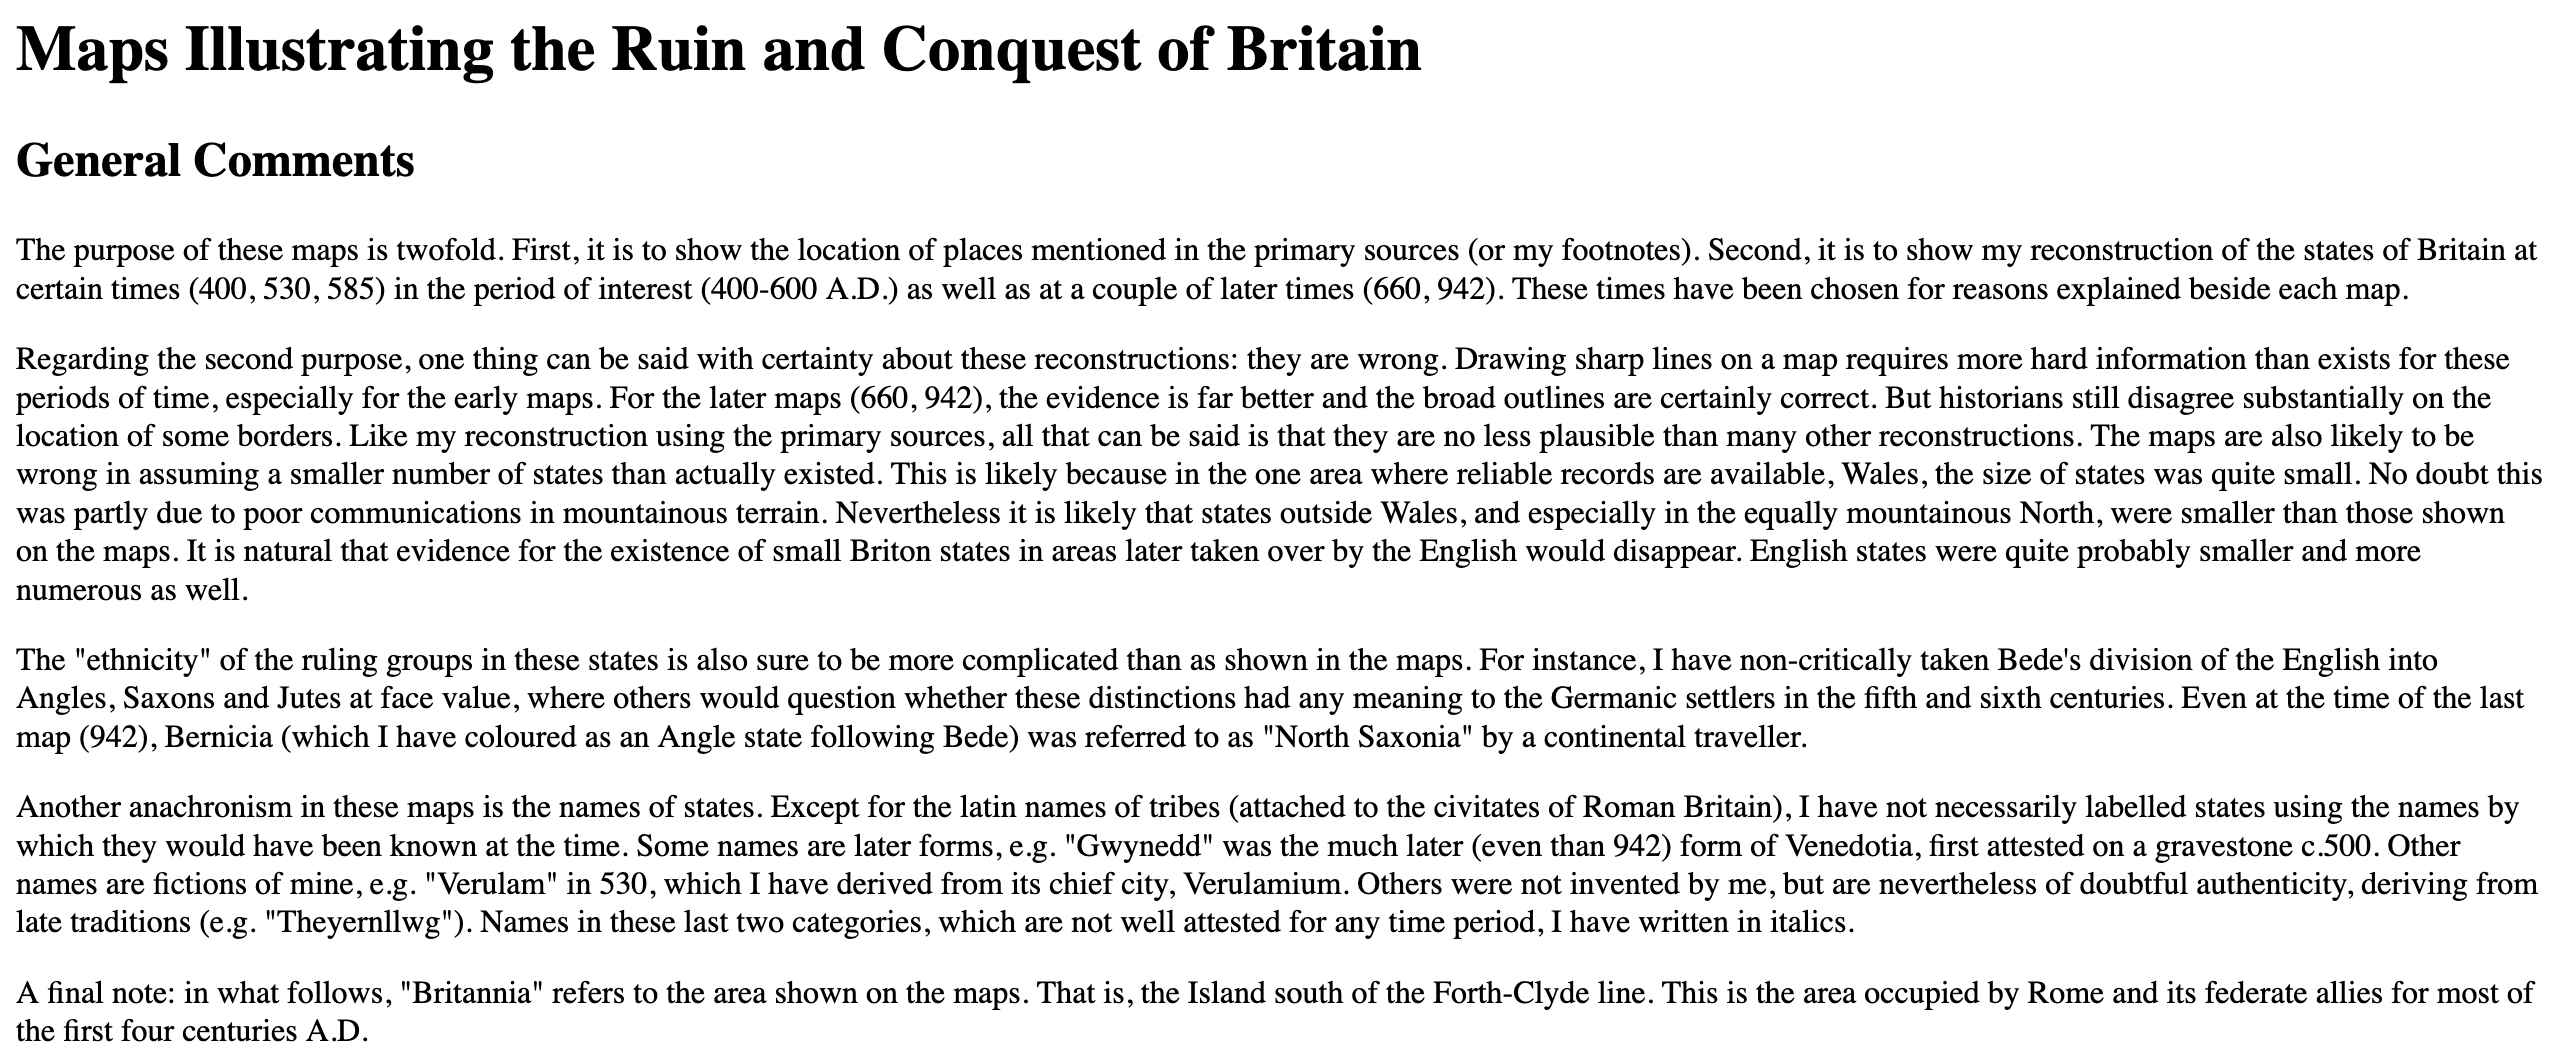 Maps Illustrating the Ruin and Conquest of Britain
General Comments
The purpose of these maps is twofold. First, it is to show the location of places mentioned in the primary sources (or my footnotes). Second, it is to show my reconstruction of the states of Britain at
certain times (400, 530, 585) in the period of interest (400-600 A.D.) as well as at a couple of later times (660, 942). These times have been chosen for reasons explained beside each map.
Regarding the second purpose, one thing can be said with certainty about these reconstructions: they are wrong. Drawing sharp lines on a map requires more hard information than exists for these
periods of time, especially for the early maps. For the later maps (660, 942), the evidence is far better and the broad outlines are certainly correct. But historians still disagree substantially on the
location of some borders. Like my reconstruction using the primary sources, all that can be said is that they are no less plausible than many other reconstructions. The maps are also likely to be
wrong in assuming a smaller number of states than actually existed. This is likely because in the one area where reliable records are available, Wales, the size of states was quite small. No doubt this
was partly due to poor communications in mountainous terrain. Nevertheless it is likely that states outside Wales, and especially in the equally mountainous North, were smaller than those shown
on the maps. It is natural that evidence for the existence of small Briton states in areas later taken over by the English would disappear. English states were quite probably smaller and more
numerous as well.
The "ethnicity" of the ruling groups in these states is also sure to be more complicated than as shown in the maps. For instance, I have non-critically taken Bede's division of the English into
Angles, Saxons and Jutes at face value, where others would question whether these distinctions had any meaning to the Germanic settlers in the fifth and sixth centuries. Even at the time of the last
map (942), Bernicia (which I have coloured as an Angle state following Bede) was referred to as "North Saxonia" by a continental traveller.
Another anachronism in these maps is the names of states. Except for the latin names of tribes (attached to the civitates of Roman Britain), I have not necessarily labelled states using the names by
which they would have been known at the time. Some names are later forms, e.g. "Gwynedd" was the much later (even than 942) form of Venedotia, first attested on a gravestone c.500. Other
names are fictions of mine, e.g. "Verulam" in 530, which I have derived from its chief city, Verulamium. Others were not invented by me, but are nevertheless of doubtful authenticity, deriving from
late traditions (e.g. "Theyernllwg"). Names in these last two categories, which are not well attested for any time period, I have written in italics.
A final note: in what follows, "Britannia" refers to the area shown on the maps. That is, the Island south of the Forth-Clyde line. This is the area occupied by Rome and its federate allies for most of
the first four centuries A.D.